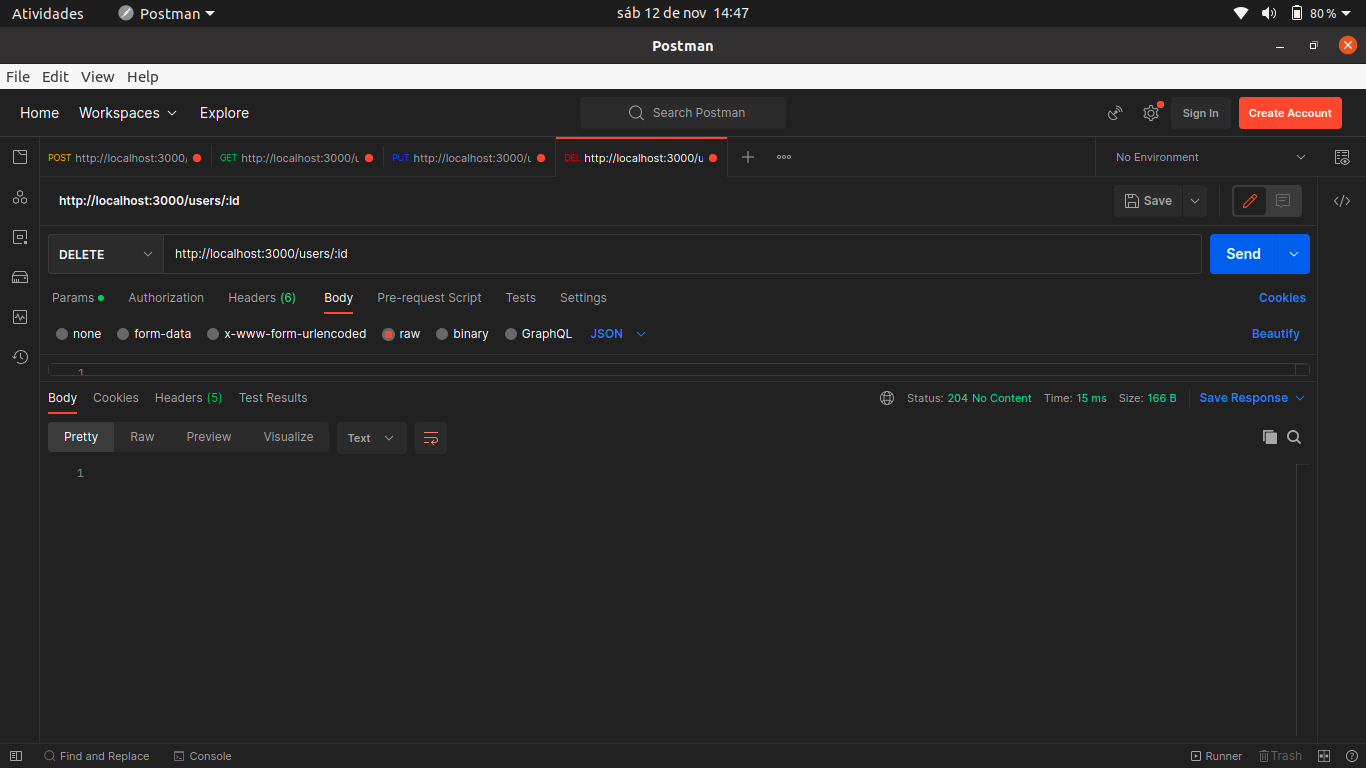 Atividades Postman sáb 12 de nov 14:47 80 %
Postman
File Edit View Help
Home Workspaces Explore Search Postman Sign In Create Account
POST http://localhost:3000/ GET http://localhost:3000/u PUT http://localhost:3000/u DEL http://localhost:3000/u No Environment
http://localhost:3000/users/:id Save
DELETE http://localhost:3000/users/:id Send
Params Authorization Headers (6) Body Pre-request Script Tests Settings Cookies
none form-data x-www-form-urlencoded raw binary GraphQL JSON Beautify
1
Body Cookies Headers (5) Test Results Status: 204 No Content Time: 15 ms Size: 166 B Save Response
Pretty Raw Preview Visualize Text
1
Find and Replace Console Runner Trash